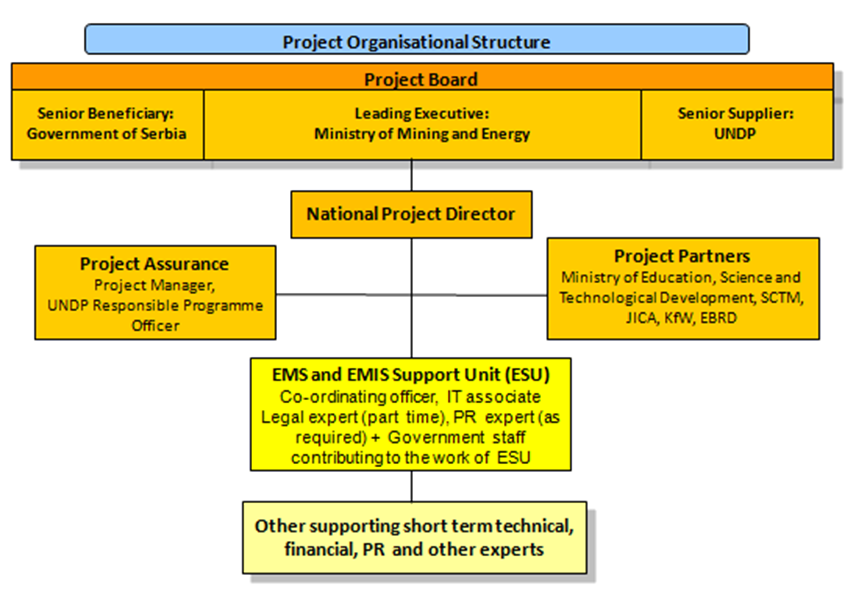 Project Organisational Structure
Project Board
Senior Beneficiary:
Government of Serbia
Leading Executive:
Ministry of Mining and Energy
Senior Supplier:
UNDP
National Project Director
Project Assurance
Project Manager,
UNDP Responsible Programme
Officer
Project Partners
Ministry of Education, Science and
Technological Development, SCTM,
JICA, KfW, EBRD
EMS and EMIS Support Unit (ESU)
Co-ordinating officer, IT associate
Legal expert (part time), PR expert (as
required) + Government staff
contributing to the work of ESU
Other supporting short term technical,
financial, PR and other experts